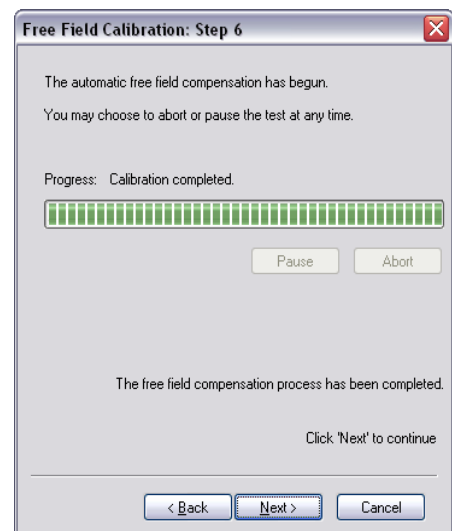 Free Field Calibration: Step 6
The automatic free field compensation has begun.
You may choose to abort or pause the test at any time.
Progress: Calibration completed.
Pause Abort
The free field compensation process has been completed.
Click 'Next' to continue
< Back Next > Cancel